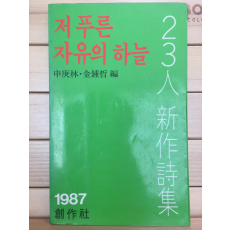 저 푸른
자유의 하늘
申庚林·金鍾哲 編
23人 新作詩集
1987
創作社